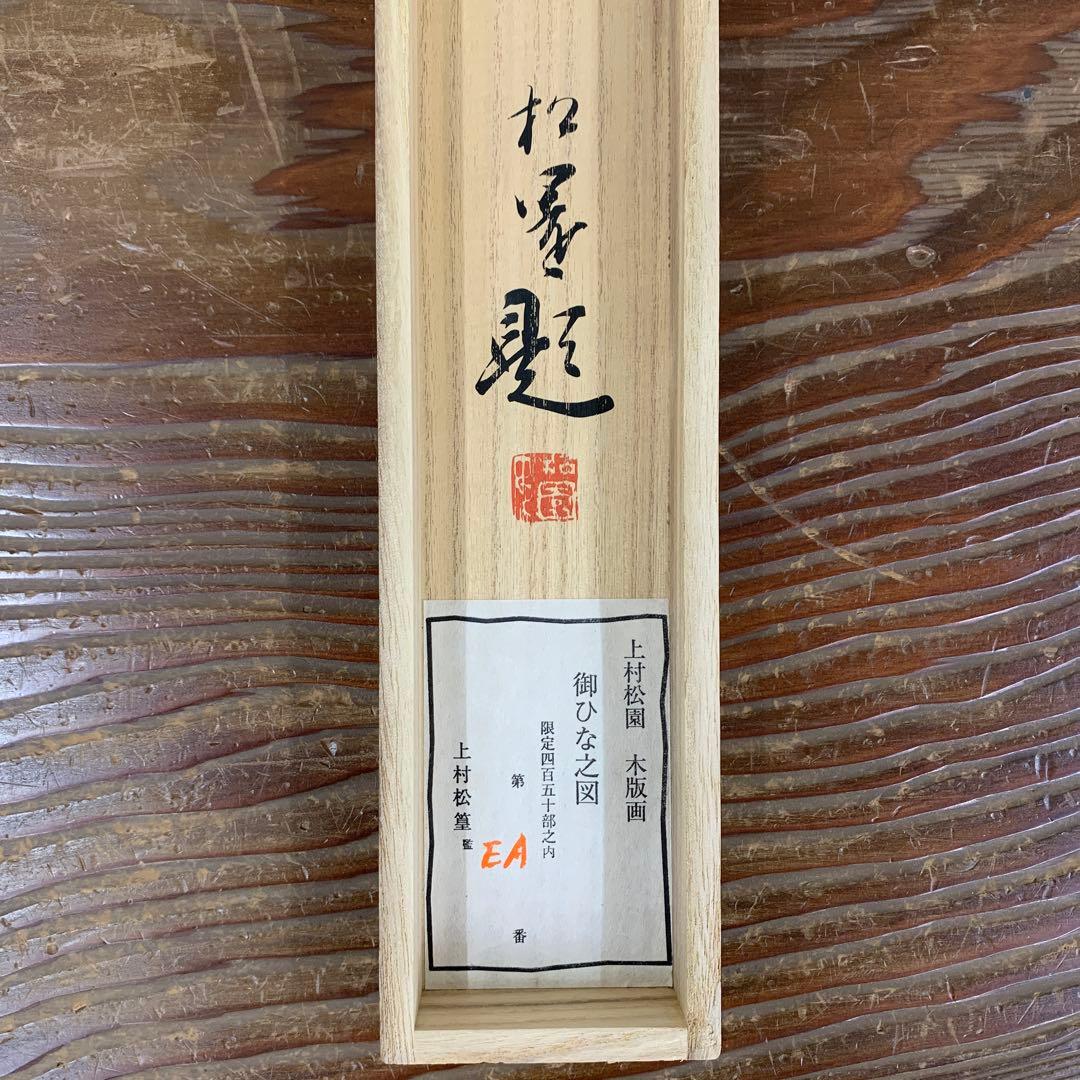 松園題
上村松園　木版画
御ひな之図
限定四百五十部之内
第 EA 番
上村松篁 監